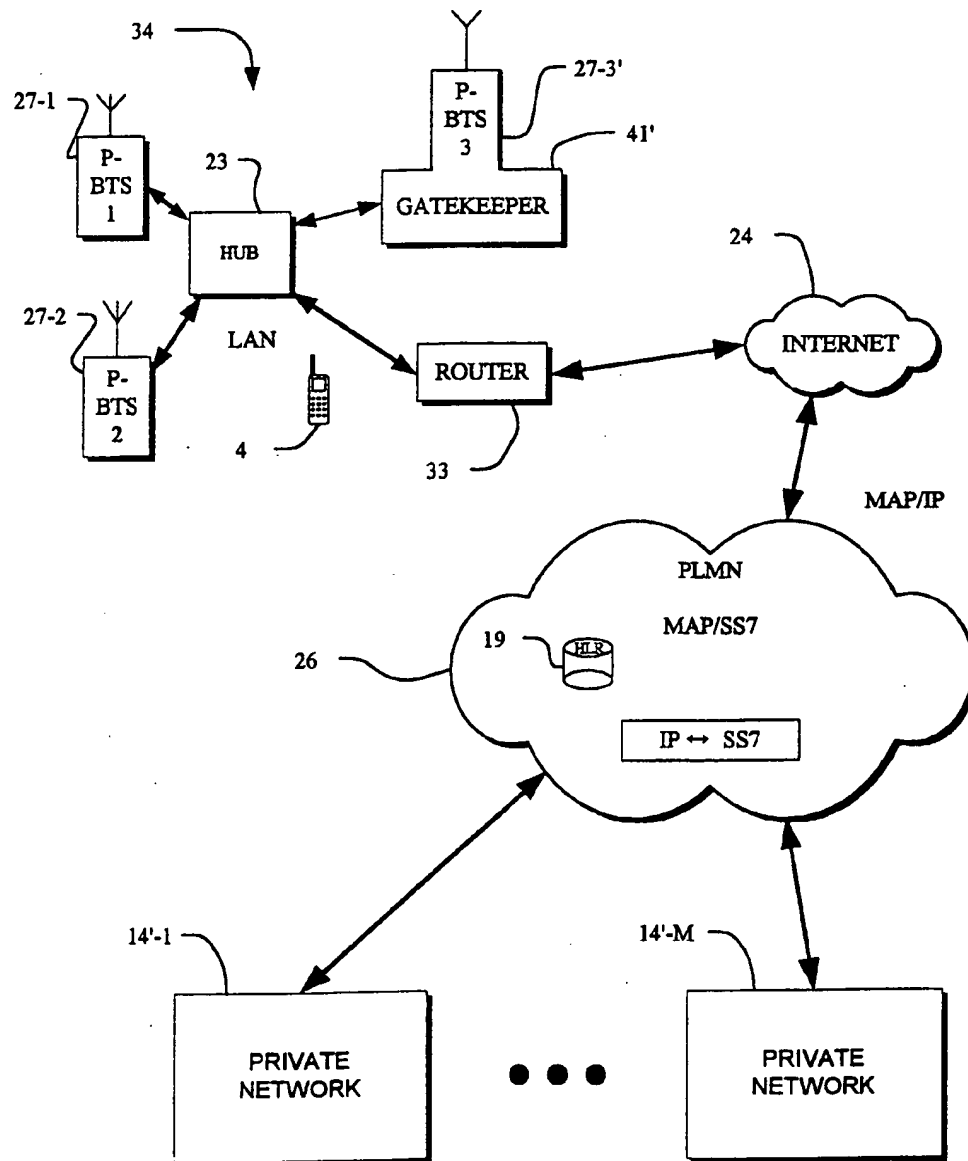 34
27-1
P-
BTS
1
23
HUB
P-
BTS
3
27-3'
41'
GATEKEEPER
24
INTERNET
27-2
P-
BTS
2
LAN
4
ROUTER
33
MAP/IP
PLMN
MAP/SS7
19
HLR
26
IP ↔ SS7
14'-1
PRIVATE
NETWORK
14'-M
PRIVATE
NETWORK